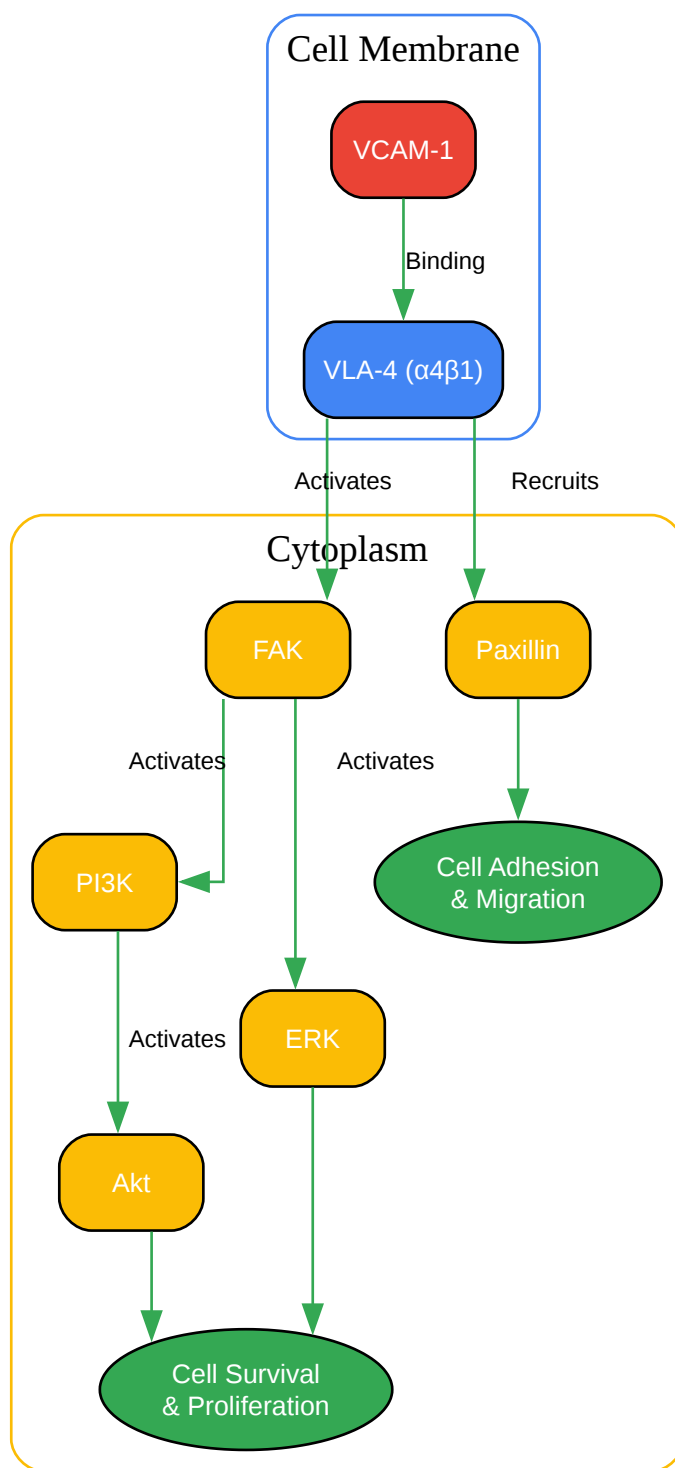 Cell Membrane
VCAM-1
Binding
VLA-4 (α4β1)
Activates
Recruits
Cytoplasm
FAK
Paxillin
Activates
Activates
PI3K
Cell Adhesion
& Migration
Activates
ERK
Akt
Cell Survival
& Proliferation